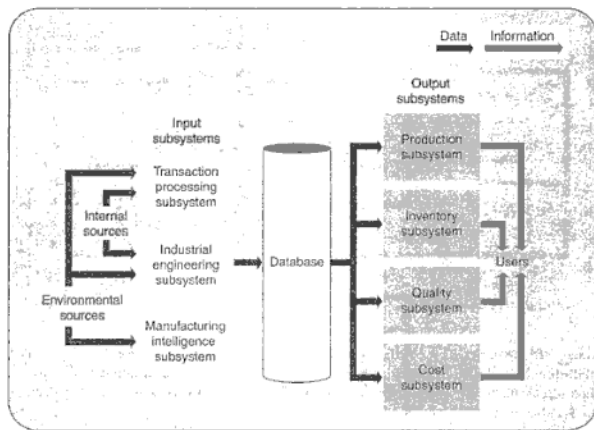 Data
Information
Output
subsystems
Input
subsystems
Production
subsystem
Transaction
processing
subsystem
Internal
sources
Inventory
subsystem
Industrial
engineering
subsystem
Database
Users
Environmental
sources
Quality
subsystem
Manufacturing
intelligence
subsystem
Cost
subsystem